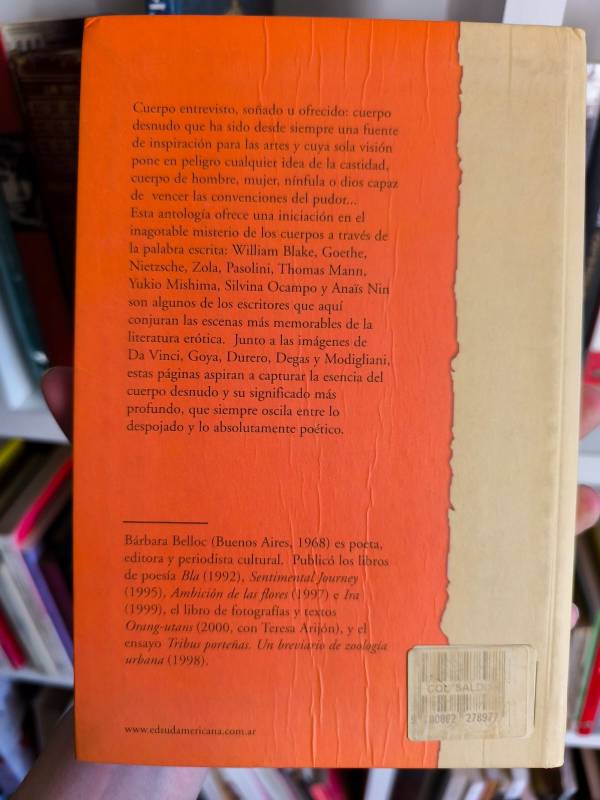 Cuerpo entrevisto, soñado u ofrecido: cuerpo
desnudo que ha sido desde siempre una fuente
de inspiración para las artes y cuya sola visión
pone en peligro cualquier idea de la castidad,
cuerpo de hombre, mujer, nínfula o dios capaz
de vencer las convenciones del pudor...
Esta antología ofrece una iniciación en el
inagotable misterio de los cuerpos a través de
la palabra escrita: William Blake, Goethe,
Nietzsche, Zola, Pasolini, Thomas Mann,
Yukio Mishima, Silvina Ocampo y Anaïs Nin
son algunos de los escritores que aquí
conjuran las escenas más memorables de la
literatura erótica. Junto a las imágenes de
Da Vinci, Goya, Durero, Degas y Modigliani,
estas páginas aspiran a capturar la esencia del
cuerpo desnudo y su significado más
profundo, que siempre oscila entre lo
despojado y lo absolutamente poético.
Bárbara Belloc (Buenos Aires, 1968) es poeta,
editora y periodista cultural. Publicó los libros
de poesía Bla (1992), Sentimental Journey
(1995), Ambición de las flores (1997) e Ira
(1999), el libro de fotografías y textos
Orang-utans (2000, con Teresa Arijón), y el
ensayo Tribus porteñas. Un breviario de zoología
urbana (1998).
www.edsudamericana.com.ar